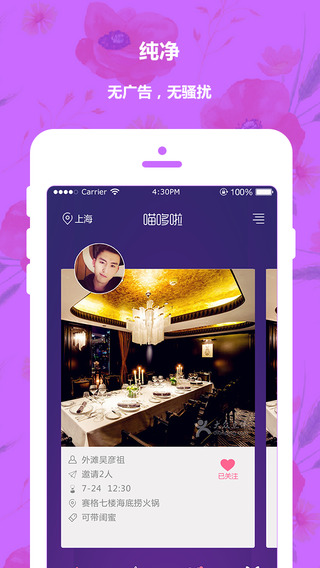 纯净
无广告，无骚扰
Carrier 4:30PM 100%
上海 喵哆啦
外滩吴彦祖
邀请2人
7-24 12:30
赛格七楼海底捞火锅
可带闺蜜
已关注